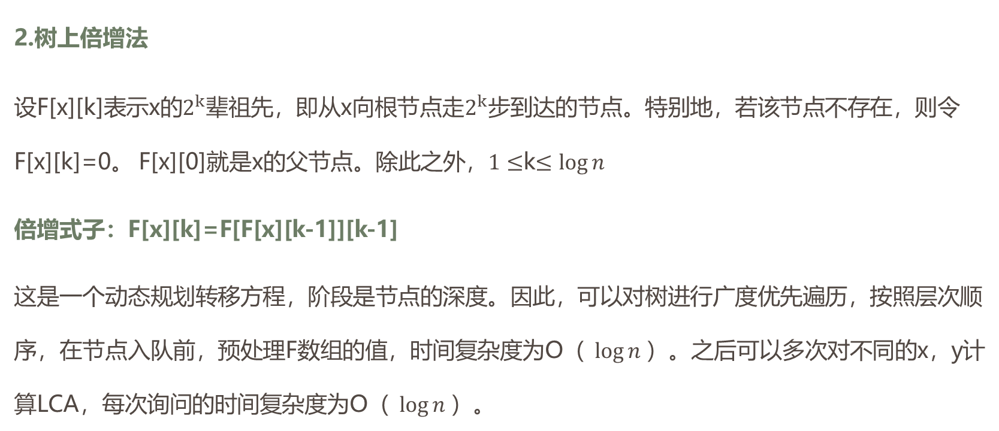 2.树上倍增法
设F[x][k]表示x的2^k辈祖先，即从x向根节点走2^k步到达的节点。特别地，若该节点不存在，则令
F[x][k]=0。 F[x][0]就是x的父节点。除此之外，1 ≤k≤ log n
倍增式子：F[x][k]=F[F[x][k-1]][k-1]
这是一个动态规划转移方程，阶段是节点的深度。因此，可以对树进行广度优先遍历，按照层次顺
序，在节点入队前，预处理F数组的值，时间复杂度为O（ log n ）。之后可以多次对不同的x，y计
算LCA，每次询问的时间复杂度为O（ log n ）。